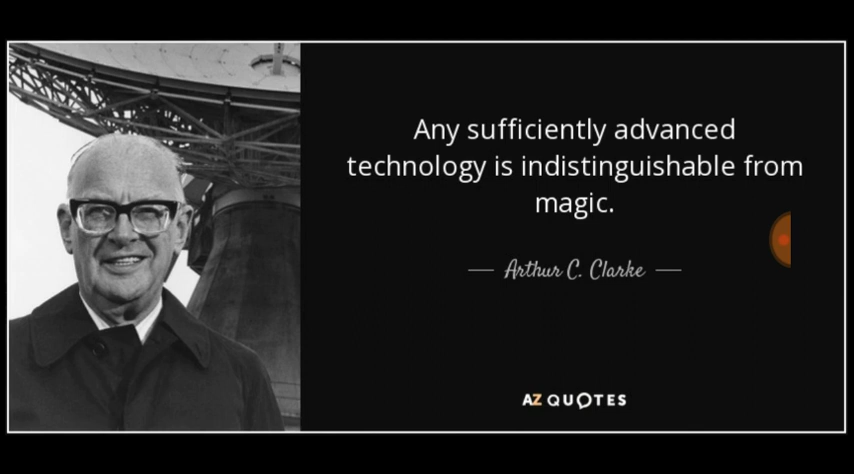 Any sufficiently advanced
technology is indistinguishable from
magic.
Arthur C. Clarke
AZ QUOTES